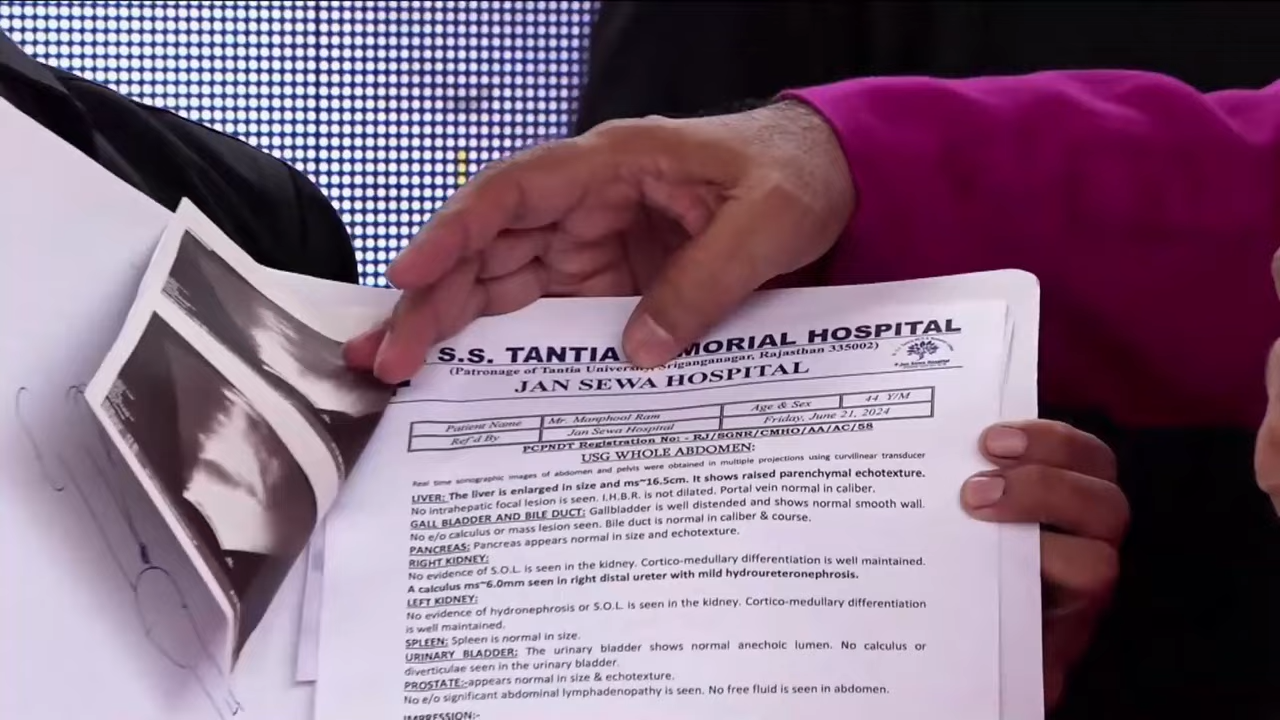 S.S. TANTIA MORIAL HOSPITAL
(Patronage of Tantia Univers Sriganganagar, Rajasthan 335002)
JAN SEWA HOSPITAL
Jan Sewa Hospital
Patient Name Mr. Manphool Ram Age & Sex 44 Y/M
Ref'd By Jan Sewa Hospital Friday, June 21, 2024
PCPNDT Registration No: - RJ/SGNR/CMHO/AA/AC/58
USG WHOLE ABDOMEN:
Real time sonographic images of abdomen and pelvis were obtained in multiple projections using curvilinear transducer
LIVER: The liver is enlarged in size and ms~16.5cm. It shows raised parenchymal echotexture.
No intrahepatic focal lesion is seen. I.H.B.R. is not dilated. Portal vein normal in caliber.
GALL BLADDER AND BILE DUCT: Gallbladder is well distended and shows normal smooth wall.
No e/o calculus or mass lesion seen. Bile duct is normal in caliber & course.
PANCREAS: Pancreas appears normal in size and echotexture.
RIGHT KIDNEY:
No evidence of S.O.L. is seen in the kidney. Cortico-medullary differentiation is well maintained.
A calculus ms~6.0mm seen in right distal ureter with mild hydroureteronephrosis.
LEFT KIDNEY:
No evidence of hydronephrosis or S.O.L. is seen in the kidney. Cortico-medullary differentiation
is well maintained.
SPLEEN: Spleen is normal in size.
URINARY BLADDER: The urinary bladder shows normal anechoic lumen. No calculus or
diverticulae seen in the urinary bladder.
PROSTATE:-appears normal in size & echotexture.
No e/o significant abdominal lymphadenopathy is seen. No free fluid is seen in abdomen.
IMPRESSION:-